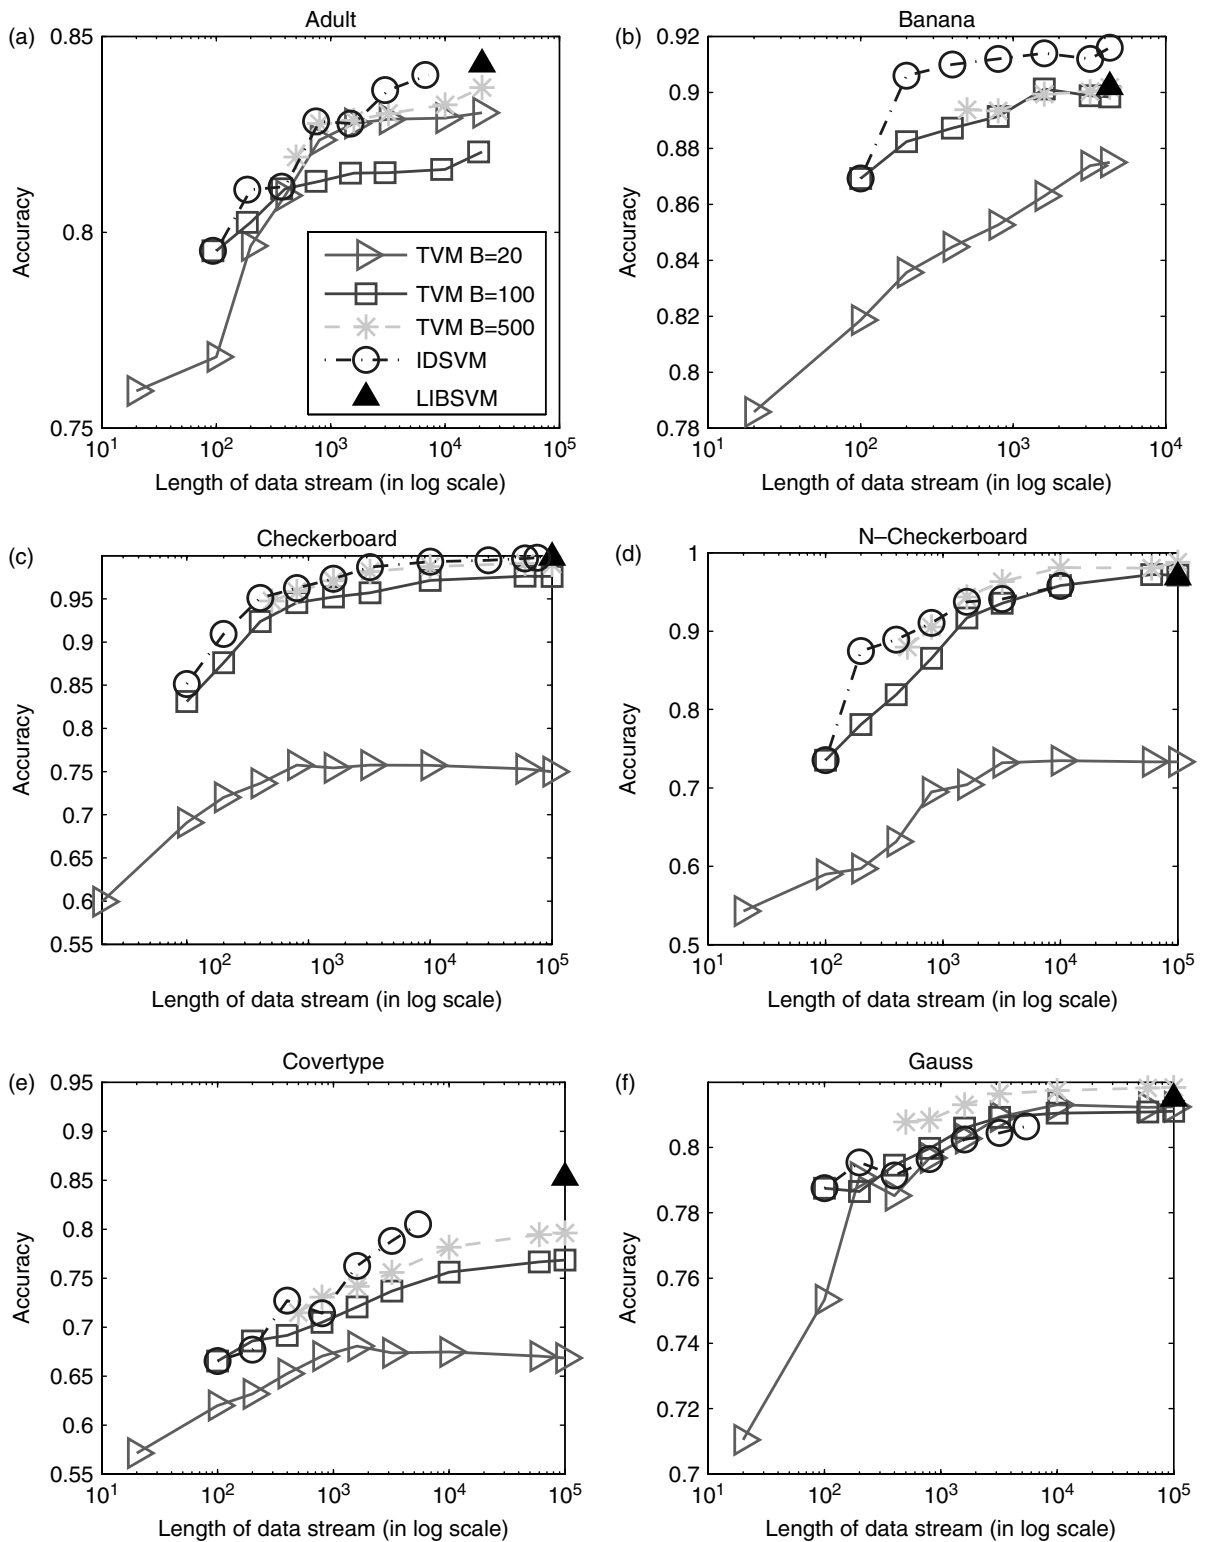 (a)
Adult
0.85
0.8
0.75
Accuracy
TVM B=20
TVM B=100
TVM B=500
IDSVM
LIBSVM
10^1 10^2 10^3 10^4 10^5
Length of data stream (in log scale)
(b)
Banana
0.92
0.9
0.88
0.86
0.84
0.82
0.8
0.78
Accuracy
10^1 10^2 10^3 10^4
Length of data stream (in log scale)
(c)
Checkerboard
0.95
0.9
0.85
0.8
0.75
0.7
0.65
0.6
0.55
Accuracy
10^2 10^3 10^4 10^5
Length of data stream (in log scale)
(d)
N–Checkerboard
1
0.9
0.8
0.7
0.6
0.5
Accuracy
10^1 10^2 10^3 10^4 10^5
Length of data stream (in log scale)
(e)
Covertype
0.95
0.9
0.85
0.8
0.75
0.7
0.65
0.6
0.55
Accuracy
10^1 10^2 10^3 10^4 10^5
Length of data stream (in log scale)
(f)
Gauss
0.8
0.78
0.76
0.74
0.72
0.7
Accuracy
10^1 10^2 10^3 10^4 10^5
Length of data stream (in log scale)